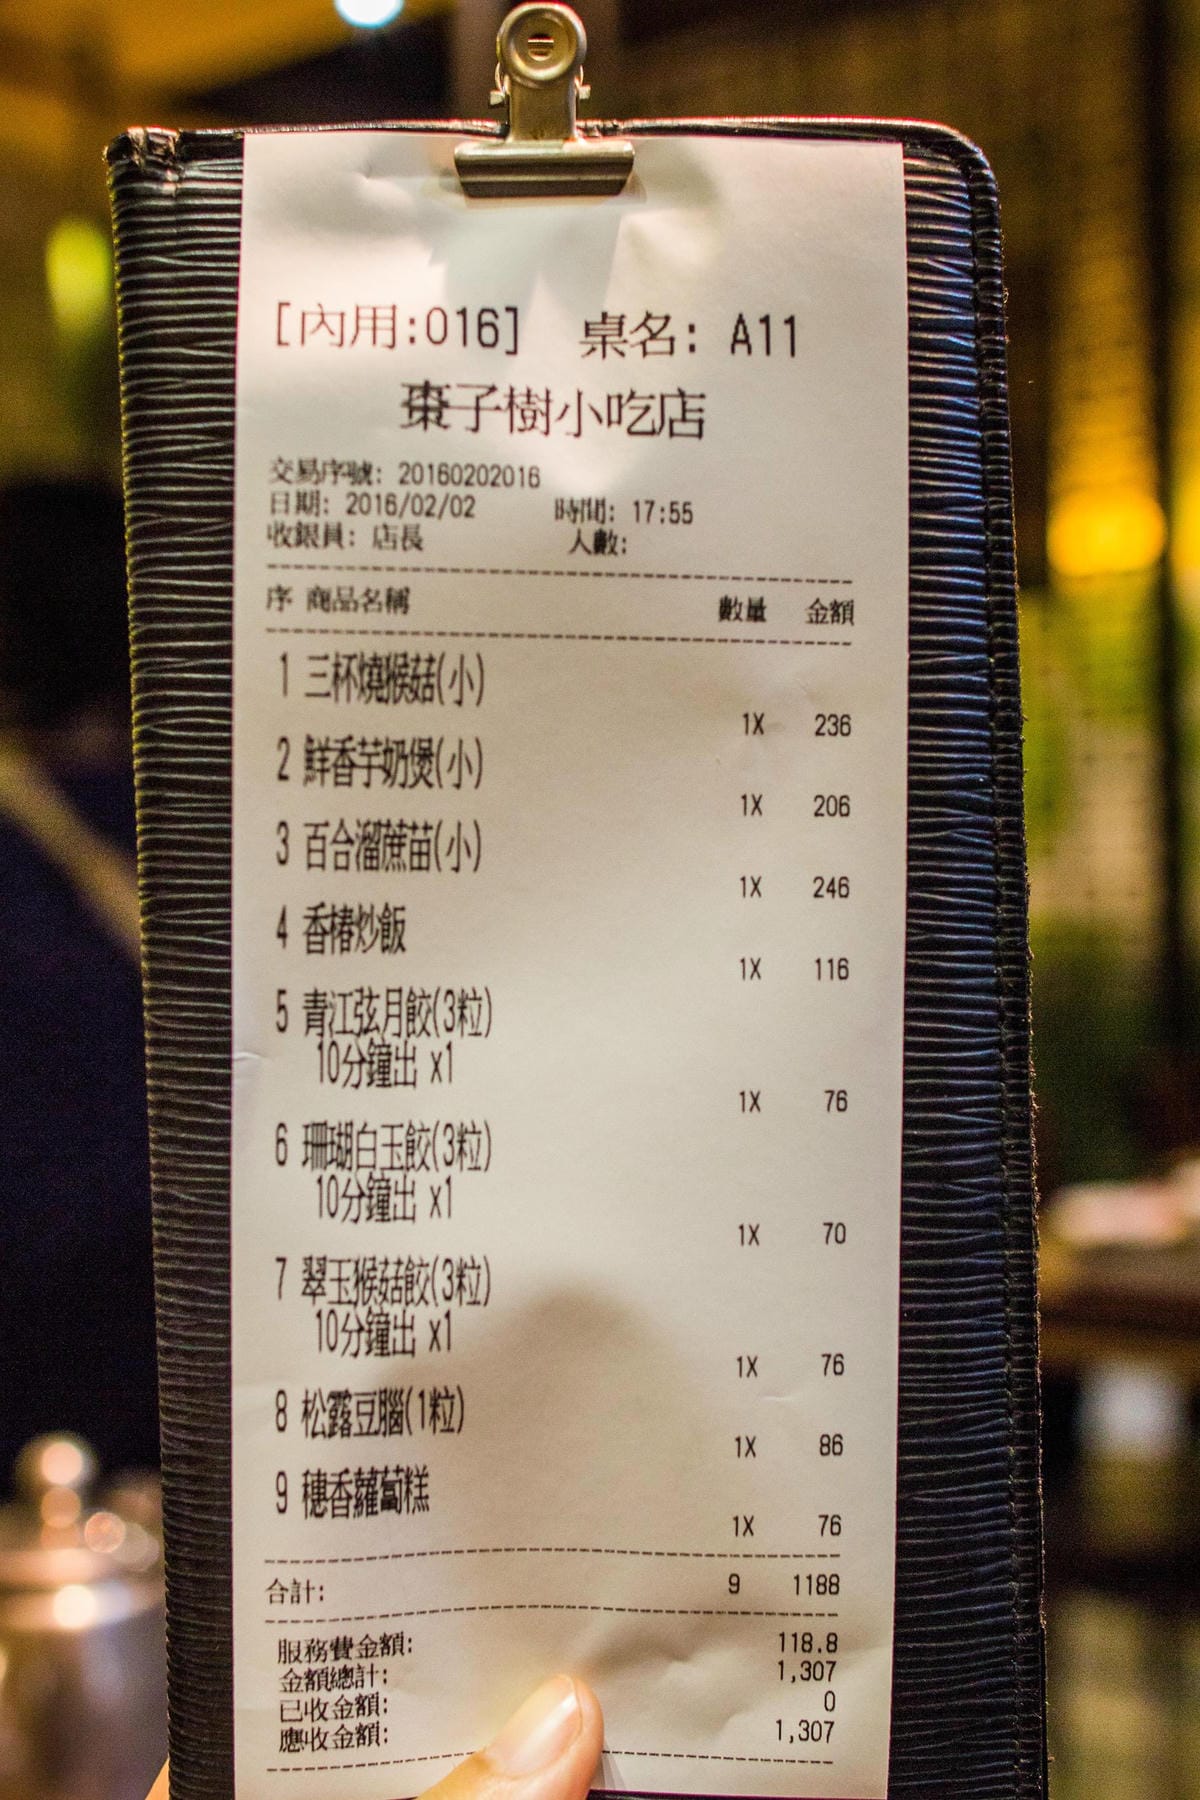 [內用:016] 桌名: A11
棗子樹小吃店
交易序號: 20160202016
日期: 2016/02/02 時間: 17:55
收銀員: 店長 人數:
序 商品名稱 數量 金額
1 三杯燒猴菇(小)
1X 236
2 鮮香芋奶煲(小)
1X 206
3 百合溜蔗苗(小)
1X 246
4 香椿炒飯
1X 116
5 青江弦月餃(3粒)
10分鐘出 x1
1X 76
6 珊瑚白玉餃(3粒)
10分鐘出 x1
1X 70
7 翠玉猴菇餃(3粒)
10分鐘出 x1
1X 76
8 松露豆腦(1粒)
1X 86
9 穗香蘿蔔糕
1X 76
合計: 9 1188
服務費金額: 118.8
金額總計: 1,307
已收金額: 0
應收金額: 1,307